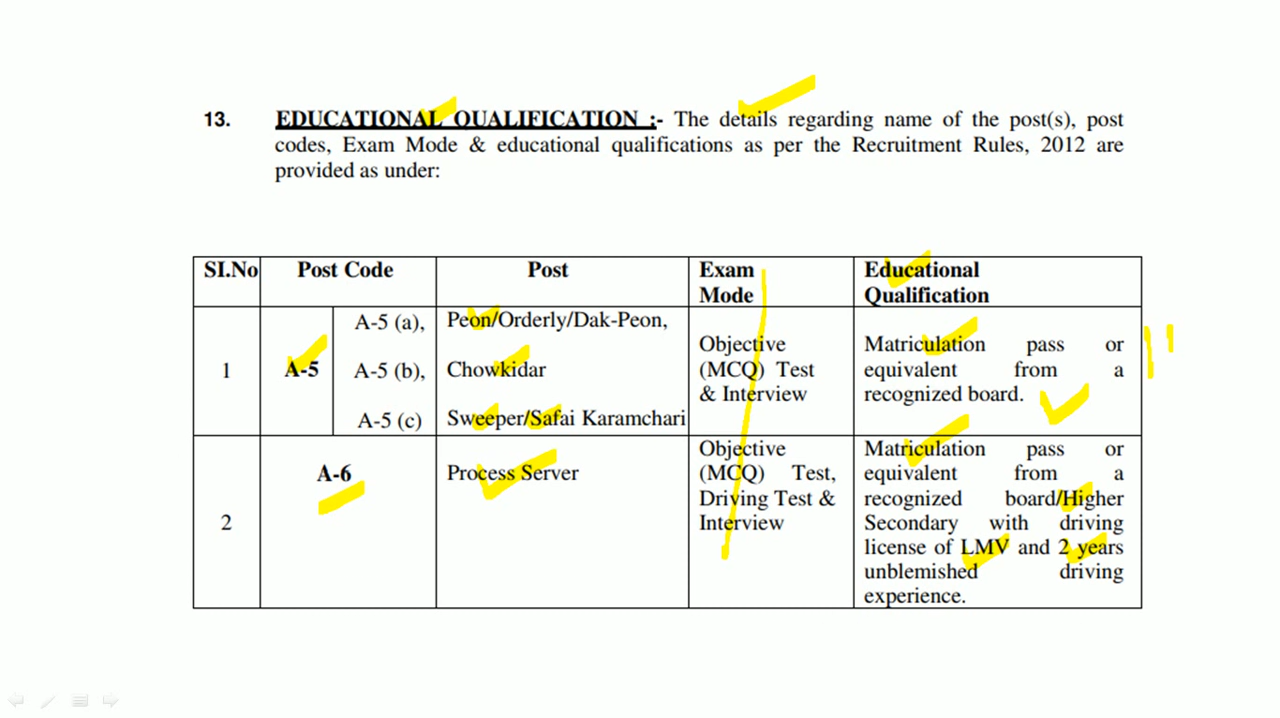 13. EDUCATIONAL QUALIFICATION :- The details regarding name of the post(s), post
codes, Exam Mode & educational qualifications as per the Recruitment Rules, 2012 are
provided as under:
SI.No Post Code Post Exam Mode Educational Qualification
1 A-5 A-5 (a), Peon/Orderly/Dak-Peon,
A-5 (b), Chowkidar
A-5 (c) Sweeper/Safai Karamchari
Objective
(MCQ) Test
& Interview
Matriculation pass or
equivalent from a
recognized board.
2 A-6 Process Server
Objective
(MCQ) Test,
Driving Test &
Interview
Matriculation pass or
equivalent from a
recognized board/Higher
Secondary with driving
license of LMV and 2 years
unblemished driving
experience.